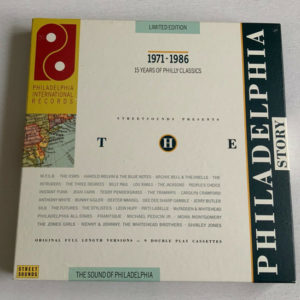 LIMITED EDITION
PHILADELPHIA
INTERNATIONAL
RECORDS
1971-1986
15 YEARS OF PHILLY CLASSICS
STREETSOUNDS PRESENTS
T H E
PHILADELPHIA
STORY
M.F.S.B. THE O'JAYS HAROLD MELVIN & THE BLUE NOTES ARCHIE BELL & THE DRELLS THE
INTRUDERS THE THREE DEGREES BILLY PAUL LOU RAWLS THE JACKSONS PEOPLE'S CHOICE
INSTANT FUNK JEAN CARN TEDDY PENDERGRASS THE TRAMMPS CAROLYN CRAWFORD
ANTHONY WHITE BUNNY SIGLER DEXTER WANSEL DEE DEE SHARP GAMBLE JERRY BUTLER
THE FUTURES THE STYLISTICS LEON HUFF PATTI LABELLE McFADDEN & WHITEHEAD
PHILADELPHIA ALL-STARS FRANTIQUE MICHAEL PEDICIN JR. MONK MONTGOMERY
THE JONES GIRLS THE WHITEHEAD BROTHERS SHIRLEY JONES
ORIGINAL FULL LENGTH VERSIONS - 9 DOUBLE PLAY CASSETTES
STREET
SOUNDS
THE SOUND OF PHILADELPHIA